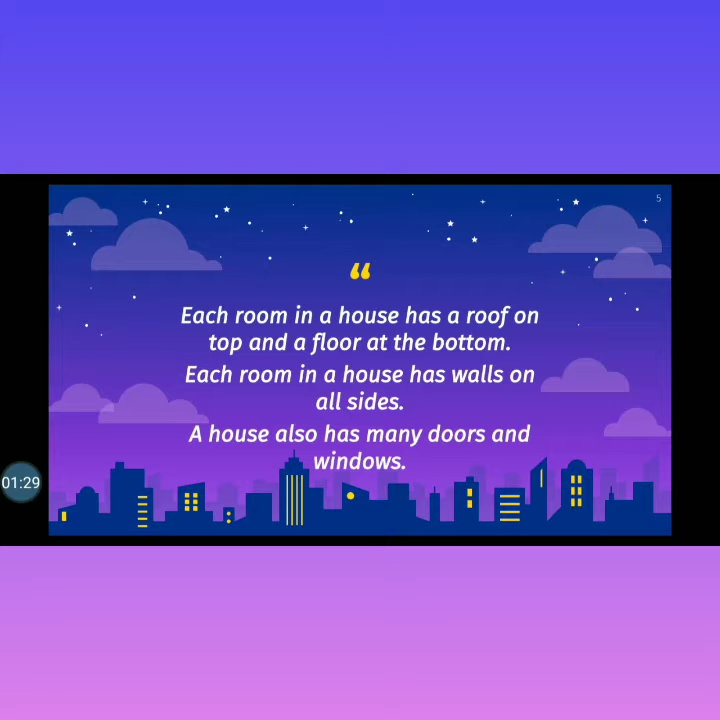 5
“
Each room in a house has a roof on
top and a floor at the bottom.
Each room in a house has walls on
all sides.
A house also has many doors and
windows.
01:29